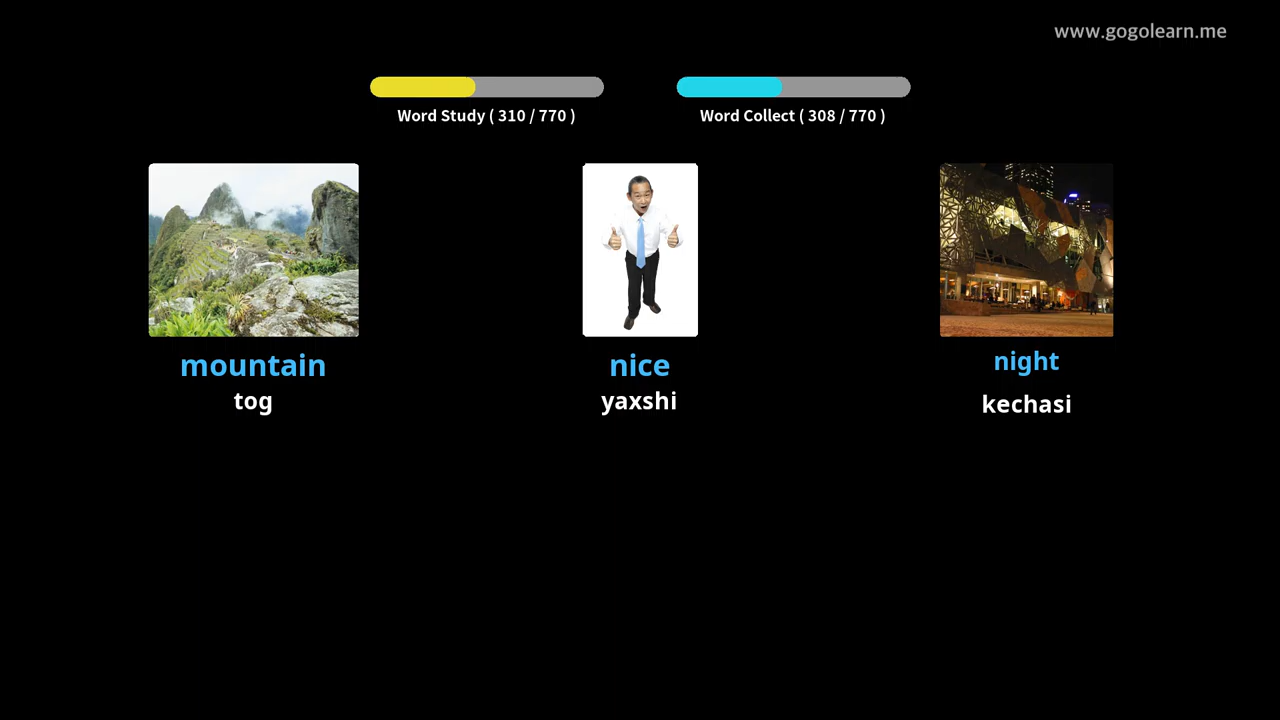 www.gogolearn.me
Word Study ( 310 / 770 )
Word Collect ( 308 / 770 )
mountain
tog
nice
yaxshi
night
kechasi